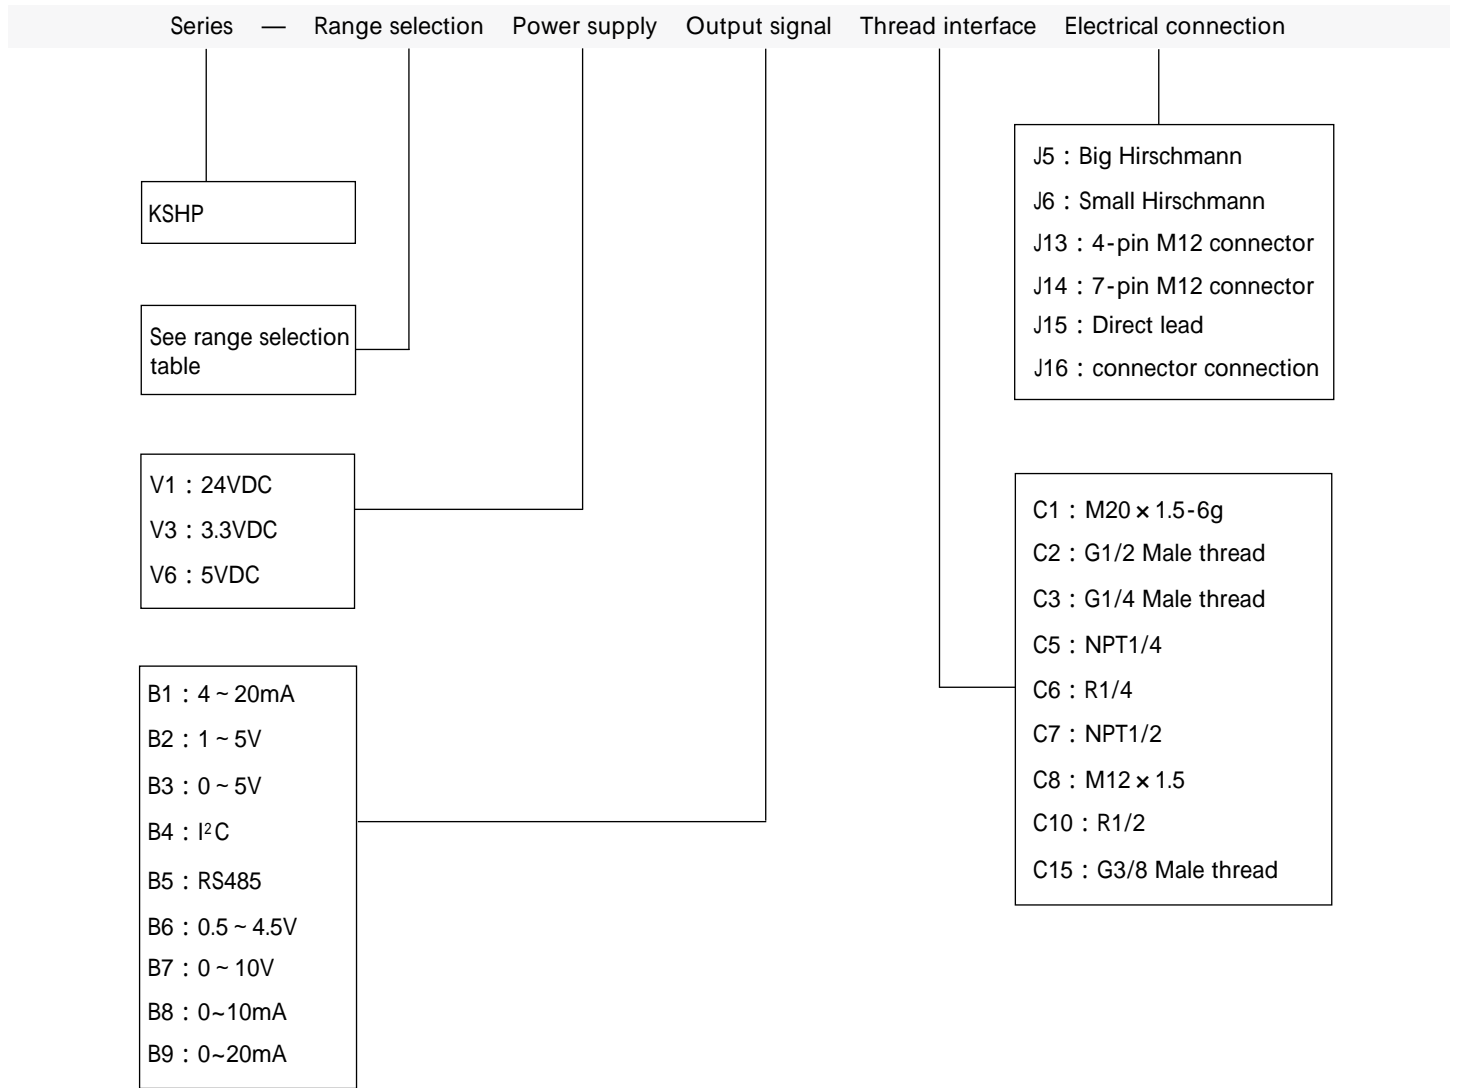 Series — Range selection Power supply Output signal Thread interface Electrical connection
KSHP
See range selection
table
V1：24VDC
V3：3.3VDC
V6：5VDC
B1：4～20mA
B2：1～5V
B3：0～5V
B4：I²C
B5：RS485
B6：0.5～4.5V
B7：0～10V
B8：0~10mA
B9：0~20mA
J5：Big Hirschmann
J6：Small Hirschmann
J13：4-pin M12 connector
J14：7-pin M12 connector
J15：Direct lead
J16：connector connection
C1：M20×1.5-6g
C2：G1/2 Male thread
C3：G1/4 Male thread
C5：NPT1/4
C6：R1/4
C7：NPT1/2
C8：M12×1.5
C10：R1/2
C15：G3/8 Male thread